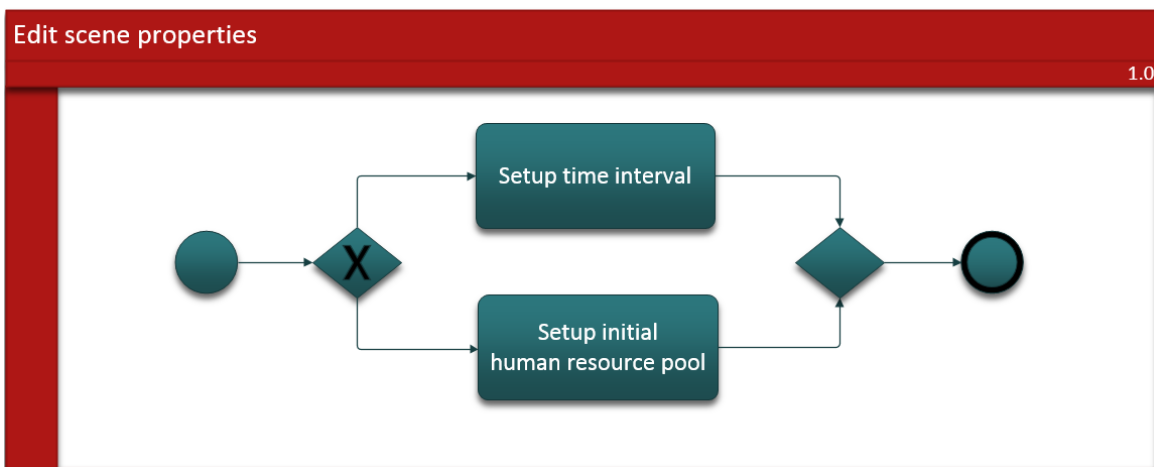 Edit scene properties
1.0
Setup time interval
X
Setup initial
human resource pool